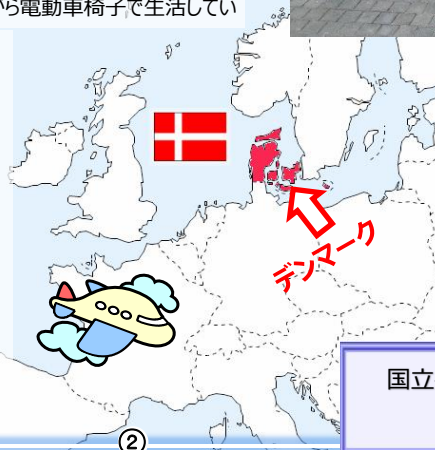 ら電動車椅子で生活してい
デンマーク
国立
②